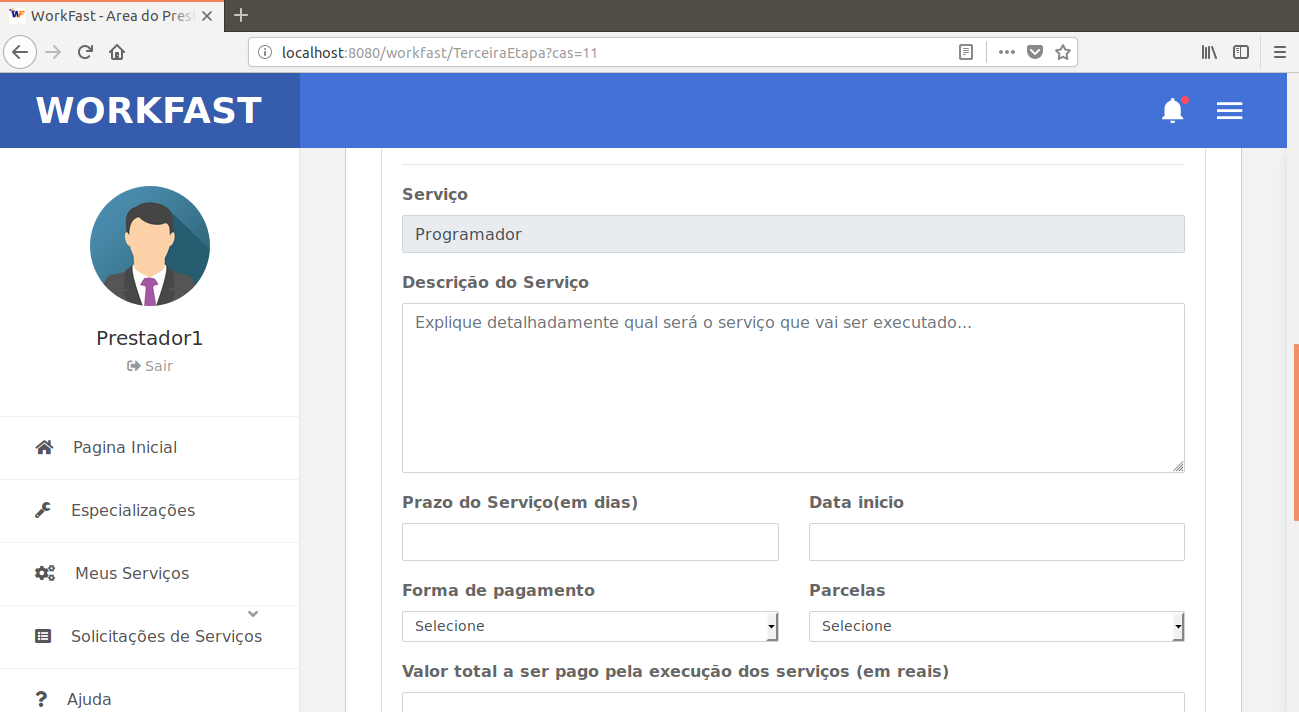 WorkFast - Area do Prest
localhost:8080/workfast/TerceiraEtapa?cas=11
WORKFAST
Prestador1
Sair
Pagina Inicial
Especializações
Meus Serviços
Solicitações de Serviços
Ajuda
Serviço
Programador
Descrição do Serviço
Explique detalhadamente qual será o serviço que vai ser executado...
Prazo do Serviço(em dias) Data inicio
Forma de pagamento Parcelas
Selecione Selecione
Valor total a ser pago pela execução dos serviços (em reais)